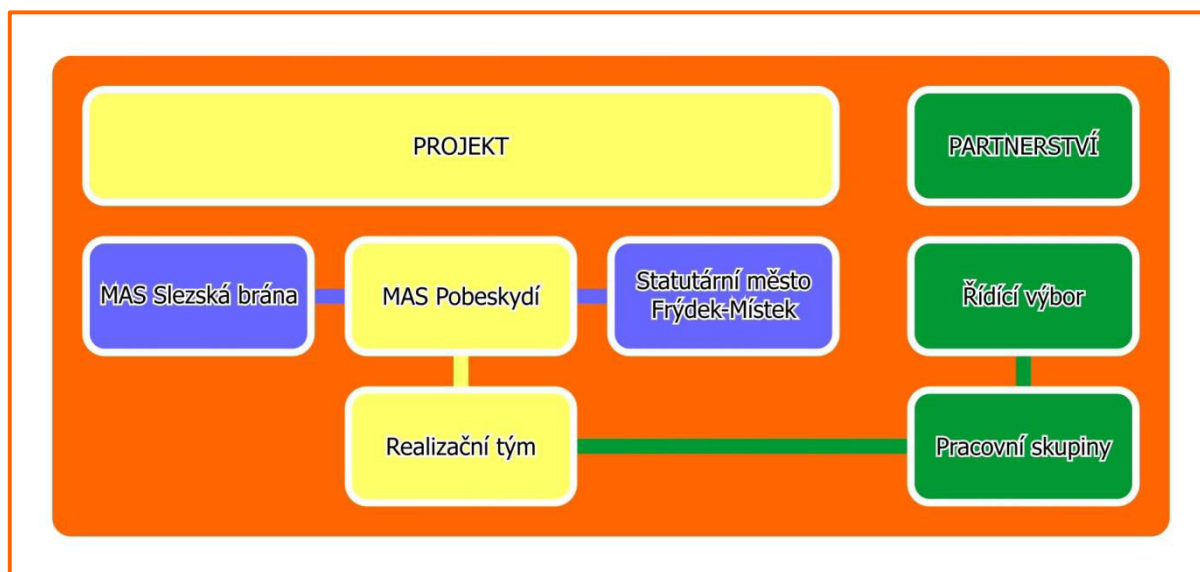 PROJEKT
PARTNERSTVÍ
MAS Slezská brána
MAS Pobeskydí
Statutární město
Frýdek-Místek
Řídící výbor
Realizační tým
Pracovní skupiny